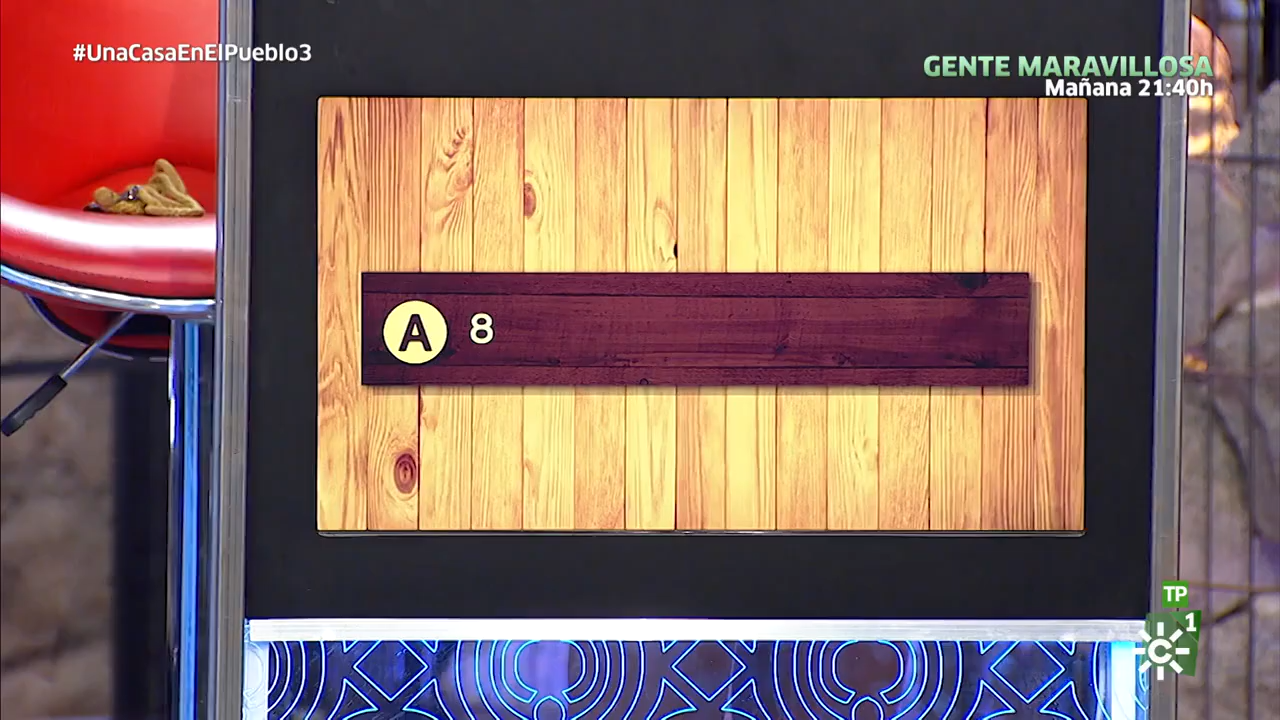 #UnaCasaEnElPueblo3
GENTE MARAVILLOSA
Mañana 21:40h
A 8
TP
1